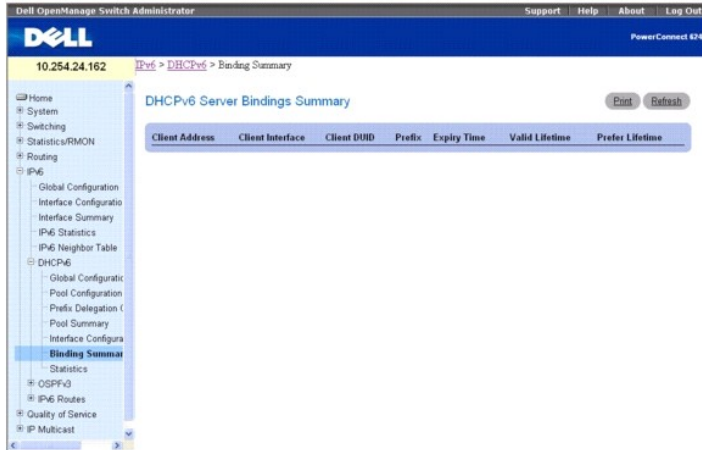 Dell OpenManage Switch Administrator
Support Help About Log Out
DELL
PowerConnect 624
10.254.24.162
IPv6 > DHCPv6 > Binding Summary
Home
System
Switching
Statistics/RMON
Routing
IPv6
Global Configuration
Interface Configuratio
Interface Summary
IPv6 Statistics
IPv6 Neighbor Table
DHCPv6
Global Configuratic
Pool Configuration
Prefix Delegation (
Pool Summary
Interface Configura
Binding Summar
Statistics
OSPFv3
IPv6 Routes
Quality of Service
IP Multicast
DHCPv6 Server Bindings Summary
Print Refresh
Client Address Client Interface Client DUID Prefix Expiry Time Valid Lifetime Prefer Lifetime